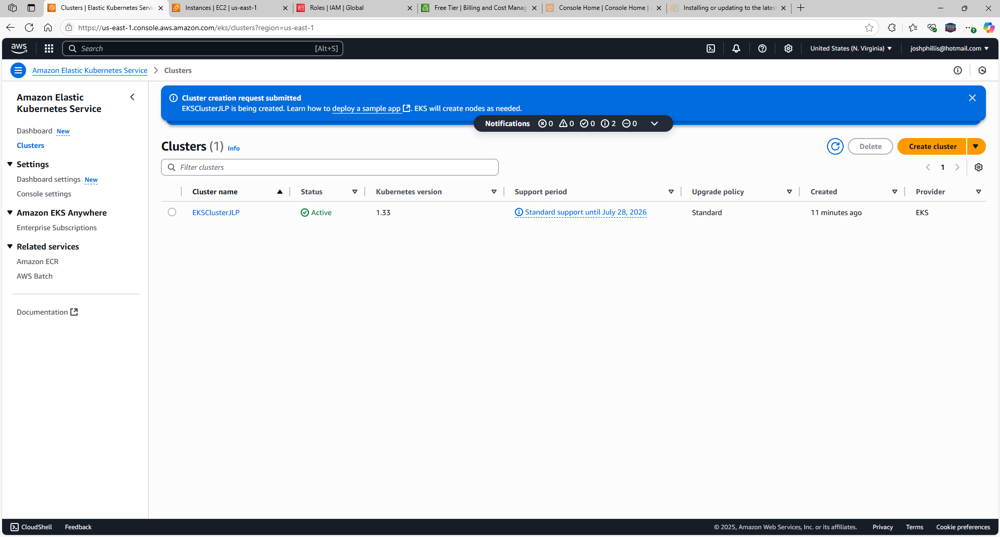 Clusters | Elastic Kubernetes Servi
Instances | EC2 | us-east-1
Roles | IAM | Global
Free Tier | Billing and Cost Manag
Console Home | Console Home |
Installing or updating to the lates
https://us-east-1.console.aws.amazon.com/eks/clusters?region=us-east-1
aws
Search
[Alt+S]
United States (N. Virginia)
joshphillis@hotmail.com
Amazon Elastic Kubernetes Service
Clusters
Amazon Elastic
Kubernetes Service
Dashboard New
Clusters
Settings
Dashboard settings New
Console settings
Amazon EKS Anywhere
Enterprise Subscriptions
Related services
Amazon ECR
AWS Batch
Documentation
Cluster creation request submitted
EKSClusterJLP is being created. Learn how to deploy a sample app. EKS will create nodes as needed.
Notifications 0 0 0 2 0
Clusters (1) Info
Delete
Create cluster
Filter clusters
1
Cluster name Status Kubernetes version Support period Upgrade policy Created Provider
EKSClusterJLP Active 1.33 Standard support until July 28, 2026 Standard 11 minutes ago EKS
CloudShell Feedback
© 2025, Amazon Web Services, Inc. or its affiliates. Privacy Terms Cookie preferences